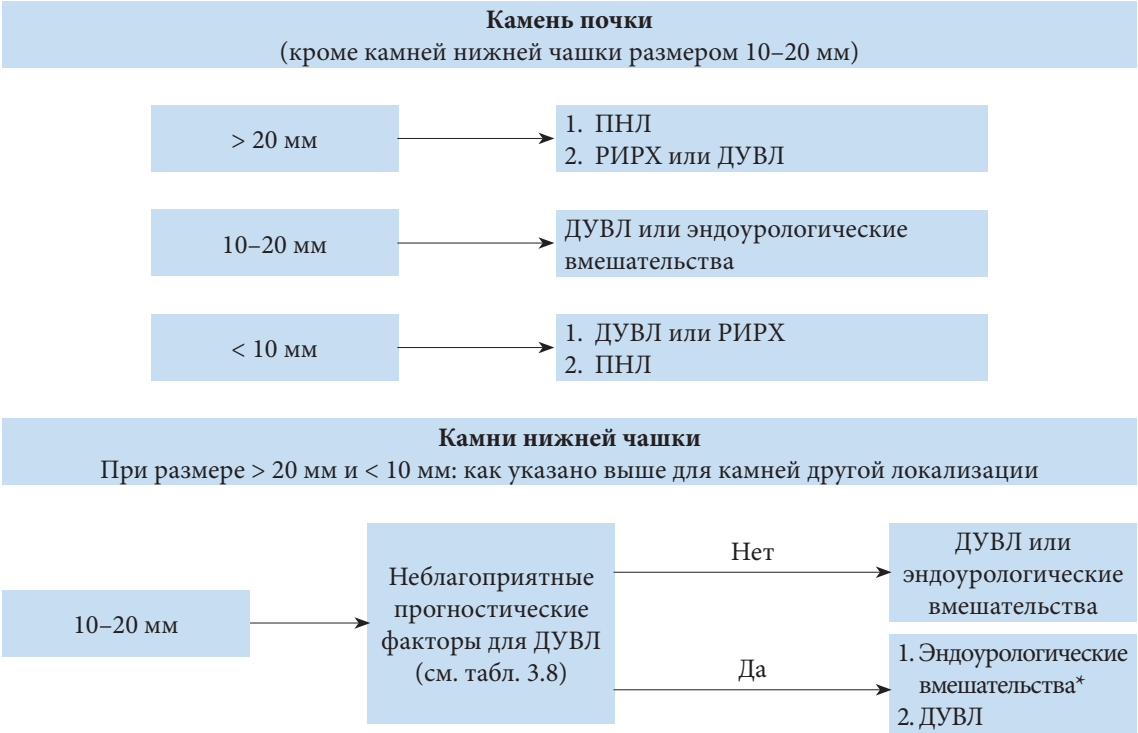 Камень почки
(кроме камней нижней чашки размером 10–20 мм)
> 20 мм
1. ПНЛ
2. РИРХ или ДУВЛ
10–20 мм
ДУВЛ или эндоурологические
вмешательства
< 10 мм
1. ДУВЛ или РИРХ
2. ПНЛ
Камни нижней чашки
При размере > 20 мм и < 10 мм: как указано выше для камней другой локализации
10–20 мм
Неблагоприятные
прогностические
факторы для ДУВЛ
(см. табл. 3.8)
Нет
ДУВЛ или
эндоурологические
вмешательства
Да
1. Эндоурологические
вмешательства*
2. ДУВЛ